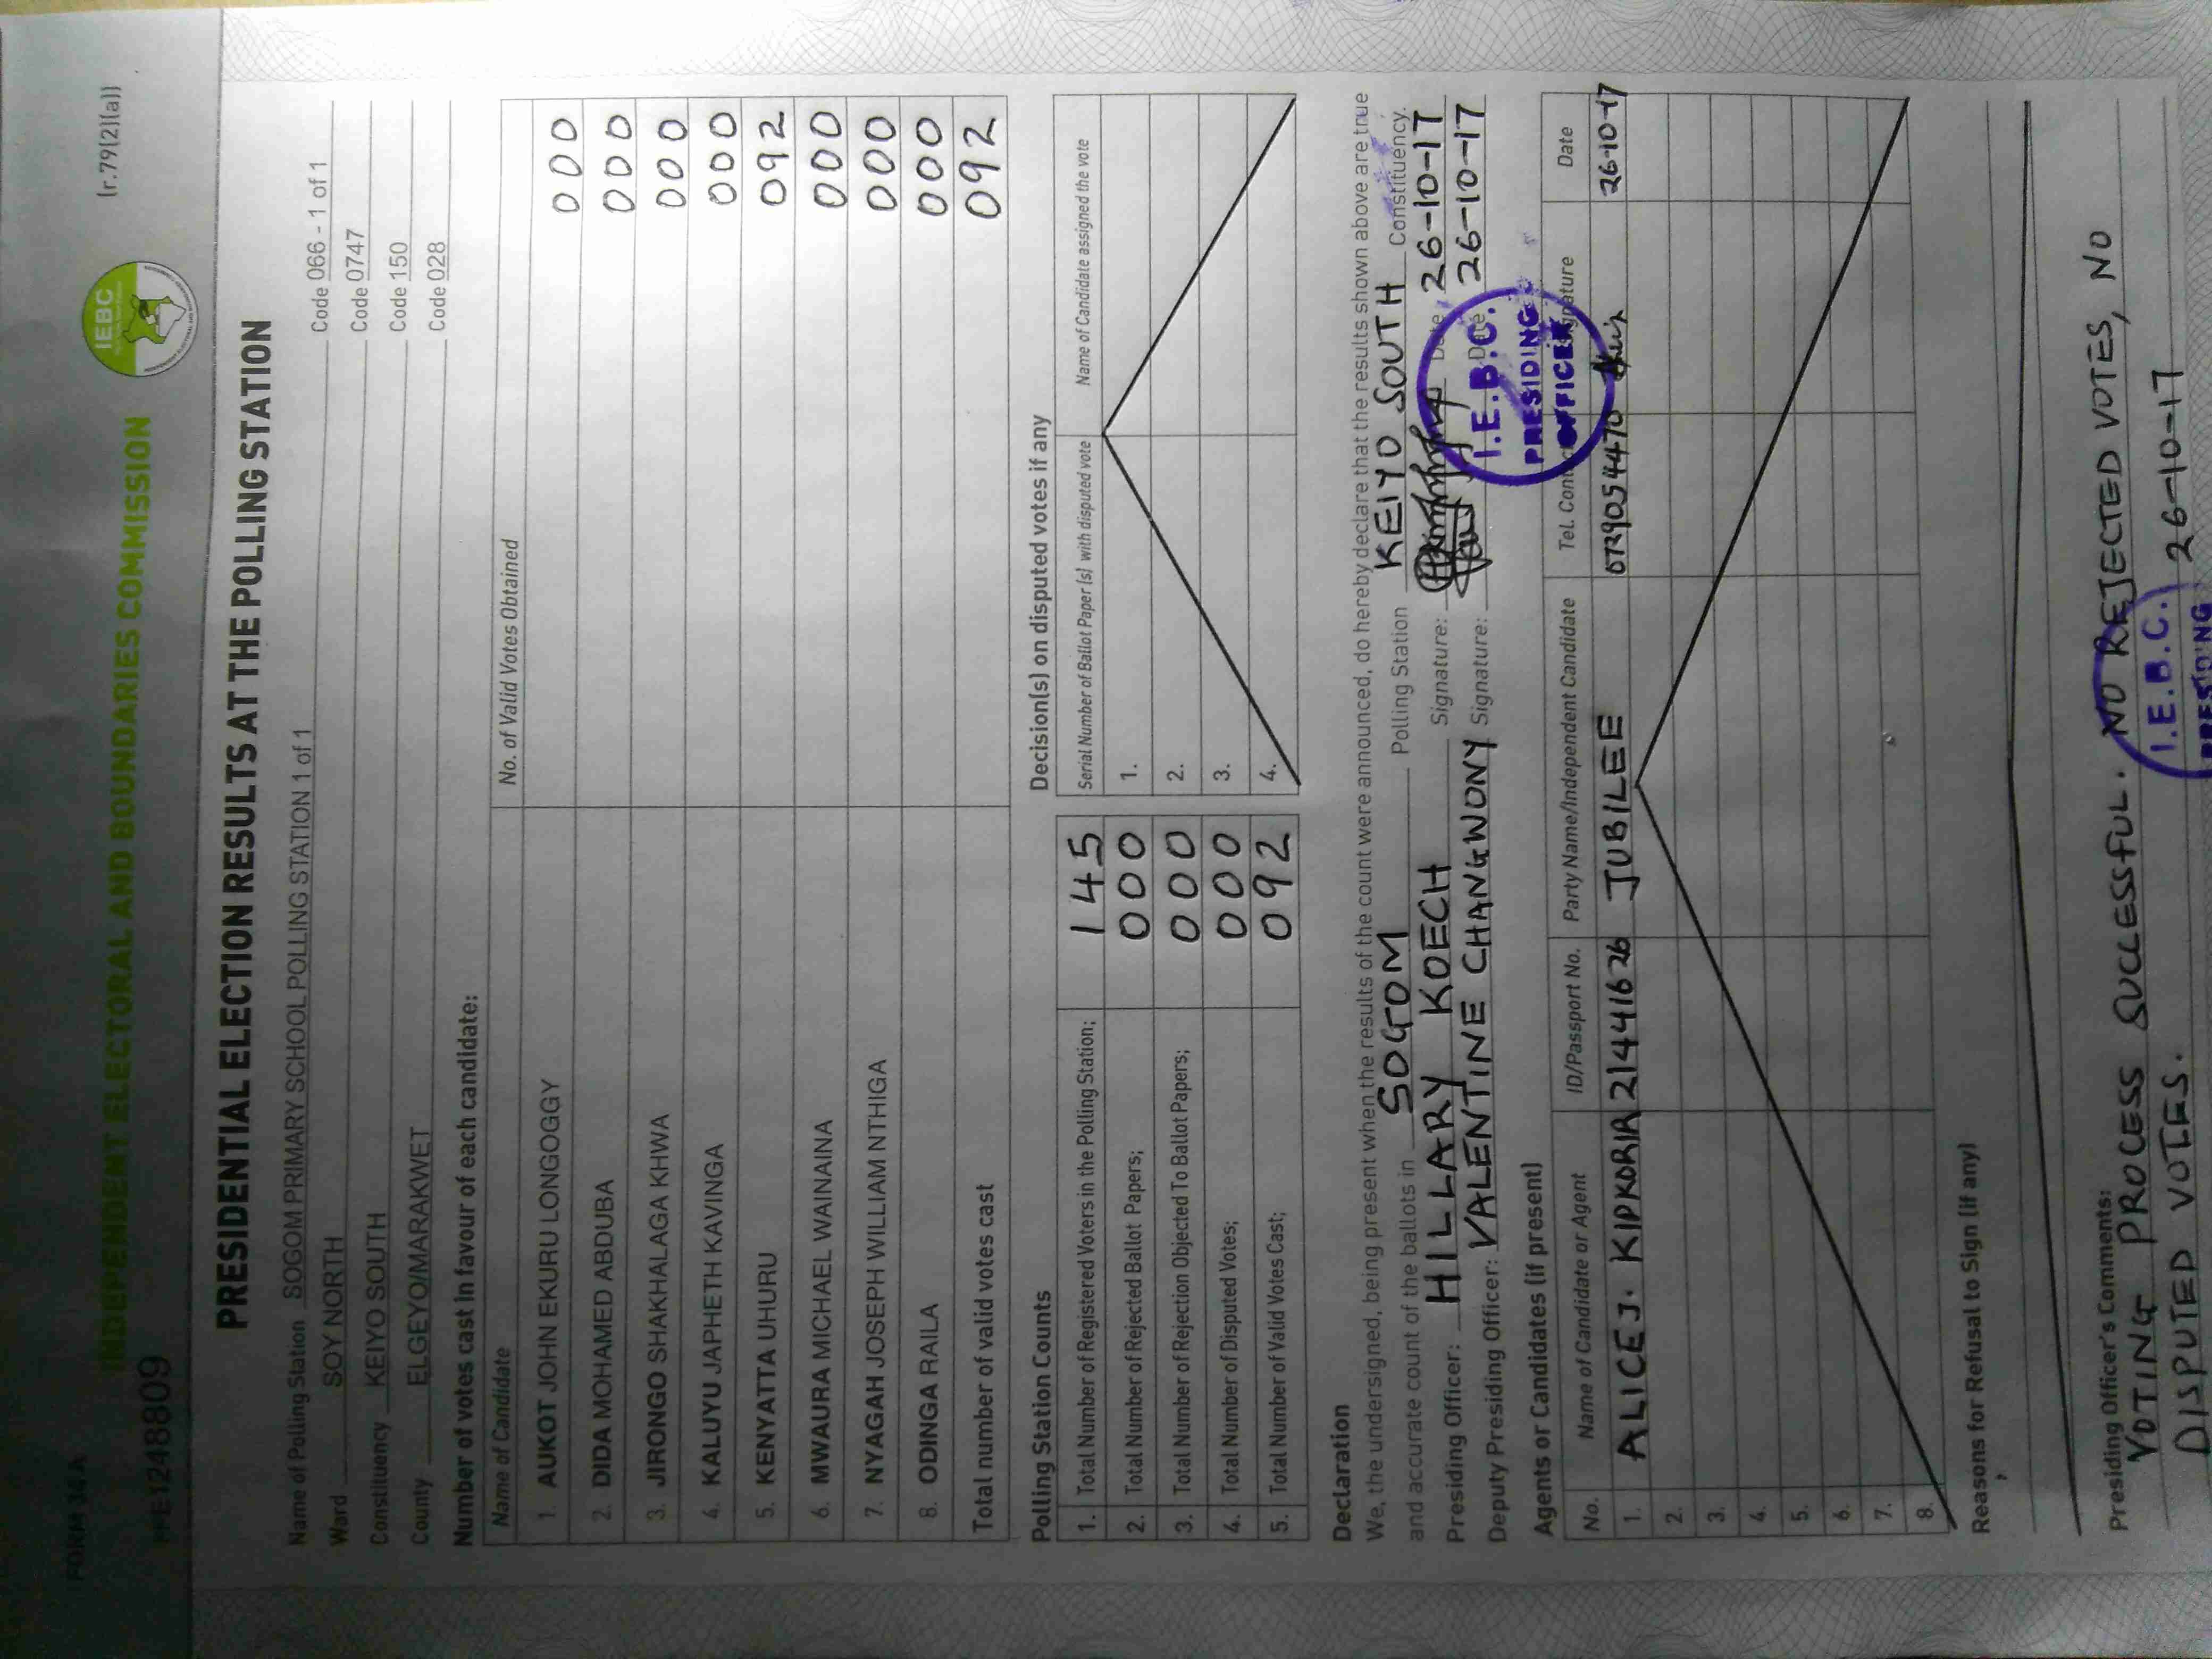 FORM 34A
(r.79(2)(a))
IEBC
INDEPENDENT ELECTORAL AND BOUNDARIES COMMISSION
PRESIDENTIAL ELECTION RESULTS AT THE POLLING STATION
Name of Polling Station SOGOM PRIMARY SCHOOL POLLING STATION 1 of 1 Code 066 - 1 of 1
Ward SOY NORTH Code 0747
Constituency KEIYO SOUTH Code 150
County ELGEYO/MARAKWET Code 028
Number of votes cast in favour of each candidate:
Name of Candidate No. of Valid Votes Obtained
1. AUKOT JOHN EKURU LONGOGGY 000
2. DIDA MOHAMED ABDUBA 000
3. JIRONGO SHAKHALAGA KHWA 000
4. KALUYU JAPHETH KAVINGA 000
5. KENYATTA UHURU 092
6. MWAURA MICHAEL WAINAINA 000
7. NYAGAH JOSEPH WILLIAM NTHIGA 000
8. ODINGA RAILA 000
Total number of valid votes cast 092
Polling Station Counts
1. Total Number of Registered Voters in the Polling Station; 145
2. Total Number of Rejected Ballot Papers; 000
3. Total Number of Rejection Objected To Ballot Papers; 000
4. Total Number of Disputed Votes; 000
5. Total Number of Valid Votes Cast; 092
Decision(s) on disputed votes if any
Serial Number of Ballot Paper (s) with disputed vote Name of Candidate assigned the vote
1.
2.
3.
4.
Declaration
We, the undersigned, being present when the results of the count were announced, do hereby declare that the results shown above are true
and accurate count of the ballots in SOGOM Polling Station KEIYO SOUTH Constituency.
Presiding Officer: HILLARY KOECH Signature: Date: 26-10-17
Deputy Presiding Officer: VALENTINE CHANGWONY Signature: Date: 26-10-17
I.E.B.C.
PRESIDING
OFFICER
Agents or Candidates (if present)
No. Name of Candidate or Agent ID/Passport No. Party Name/Independent Candidate Tel. Contact Signature Date
1. ALICE J. KIPKORIR 21441626 JUBILEE 0729054470 26-10-17
2.
3.
4.
5.
6.
7.
8.
Reasons for Refusal to Sign (if any)
Presiding Officer's Comments:
VOTING PROCESS SUCCESSFUL. NO REJECTED VOTES, NO
DISPUTED VOTES. 26-10-17
I.E.B.C.
PRESIDING